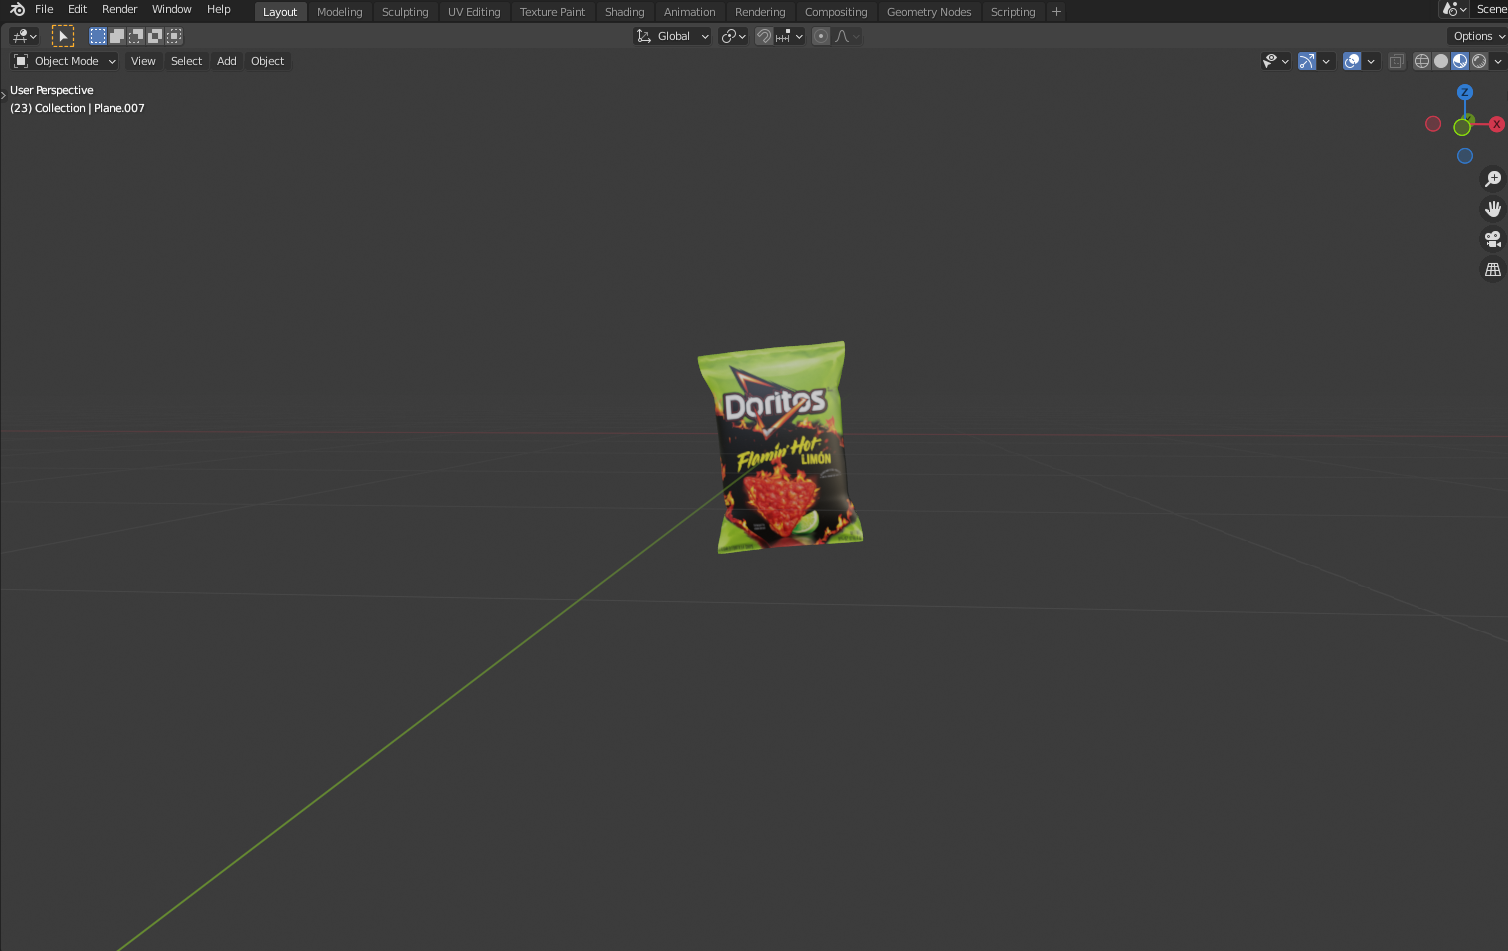 File Edit Render Window Help Layout Modeling Sculpting UV Editing Texture Paint Shading Animation Rendering Compositing Geometry Nodes Scripting + Scene
Global Options
Object Mode View Select Add Object
User Perspective
(23) Collection | Plane.007
Z
X
Doritos
Flamin' Hot
LIMÓN